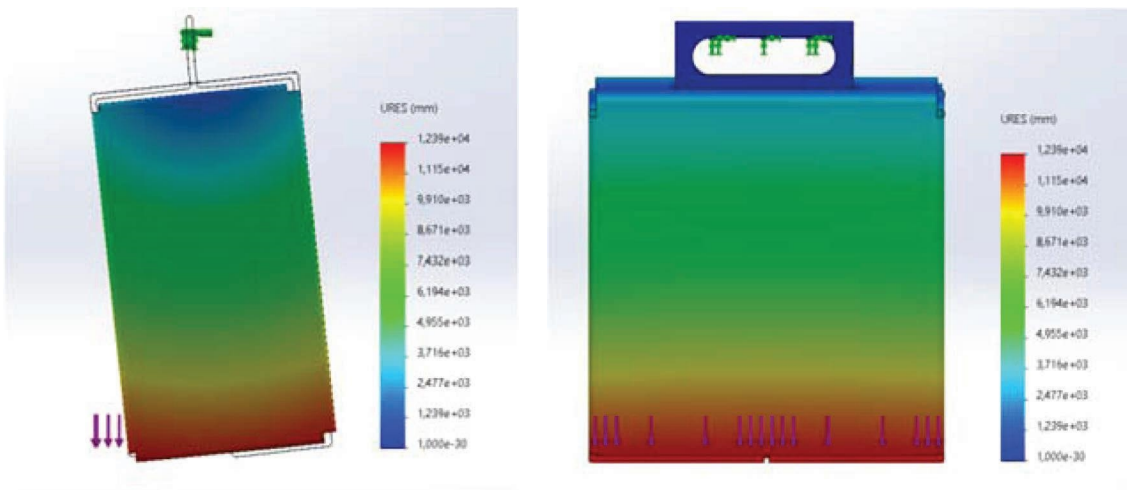 URES (mm)
1,239e+04
1,115e+04
9,910e+03
8,671e+03
7,432e+03
6,194e+03
4,955e+03
3,716e+03
2,477e+03
1,239e+03
1,000e-30
URES (mm)
1,239e+04
1,115e+04
9,910e+03
8,671e+03
7,432e+03
6,194e+03
4,955e+03
3,716e+03
2,477e+03
1,239e+03
1,000e-30